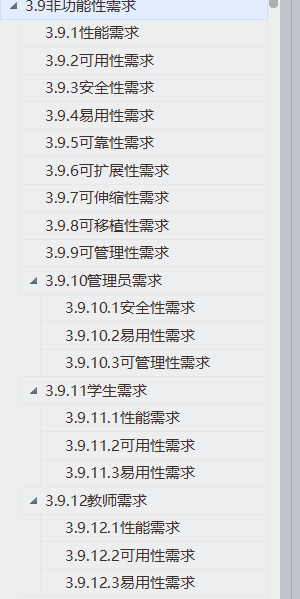 3.9非功能性需求
3.9.1性能需求
3.9.2可用性需求
3.9.3安全性需求
3.9.4易用性需求
3.9.5可靠性需求
3.9.6可扩展性需求
3.9.7可伸缩性需求
3.9.8可移植性需求
3.9.9可管理性需求
3.9.10管理员需求
3.9.10.1安全性需求
3.9.10.2易用性需求
3.9.10.3可管理性需求
3.9.11学生需求
3.9.11.1性能需求
3.9.11.2可用性需求
3.9.11.3易用性需求
3.9.12教师需求
3.9.12.1性能需求
3.9.12.2可用性需求
3.9.12.3易用性需求